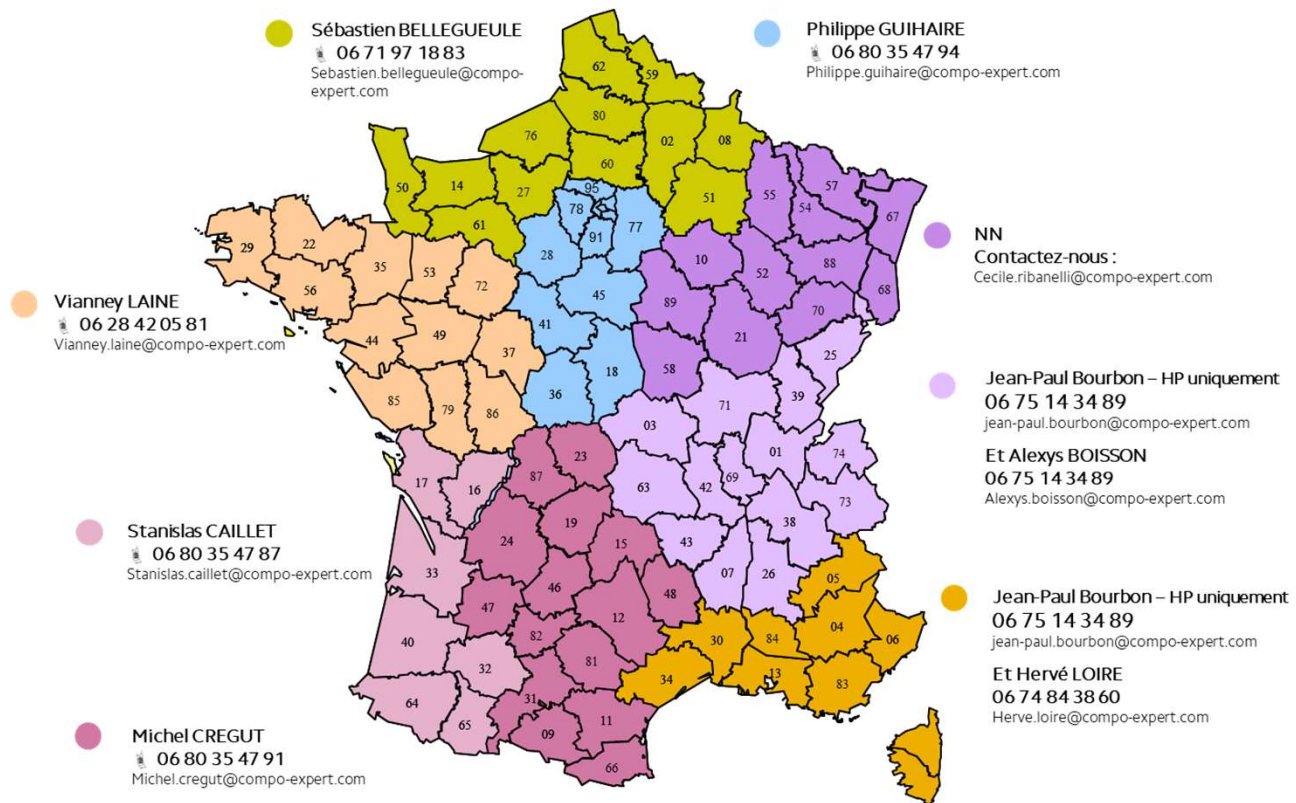 Sébastien BELLEGUEULE
06 71 97 18 83
Sebastien.bellegueule@compo-
expert.com
Philippe GUIHAIRE
06 80 35 47 94
Philippe.guihaire@compo-expert.com
NN
Contactez-nous :
Cecile.ribanelli@compo-expert.com
Vianney LAINE
06 28 42 05 81
Vianney.laine@compo-expert.com
Jean-Paul Bourbon – HP uniquement
06 75 14 34 89
jean-paul.bourbon@compo-expert.com
Et Alexys BOISSON
06 75 14 34 89
Alexys.boisson@compo-expert.com
Stanislas CAILLET
06 80 35 47 87
Stanislas.caillet@compo-expert.com
Jean-Paul Bourbon – HP uniquement
06 75 14 34 89
jean-paul.bourbon@compo-expert.com
Et Hervé LOIRE
06 74 84 38 60
Herve.loire@compo-expert.com
Michel CREGUT
06 80 35 47 91
Michel.cregut@compo-expert.com
62
59
80
76
02
08
60
50
14
27
51
61
95
78
91
77
28
55
57
54
67
10
52
88
68
29
22
35
53
72
56
45
89
70
41
21
44
49
37
25
18
58
36
39
85
79
86
71
03
01
74
23
87
69
17
16
63
42
73
19
38
24
15
43
33
07
26
05
46
48
47
12
30
84
04
06
40
82
32
81
13
34
83
31
64
65
11
09
66